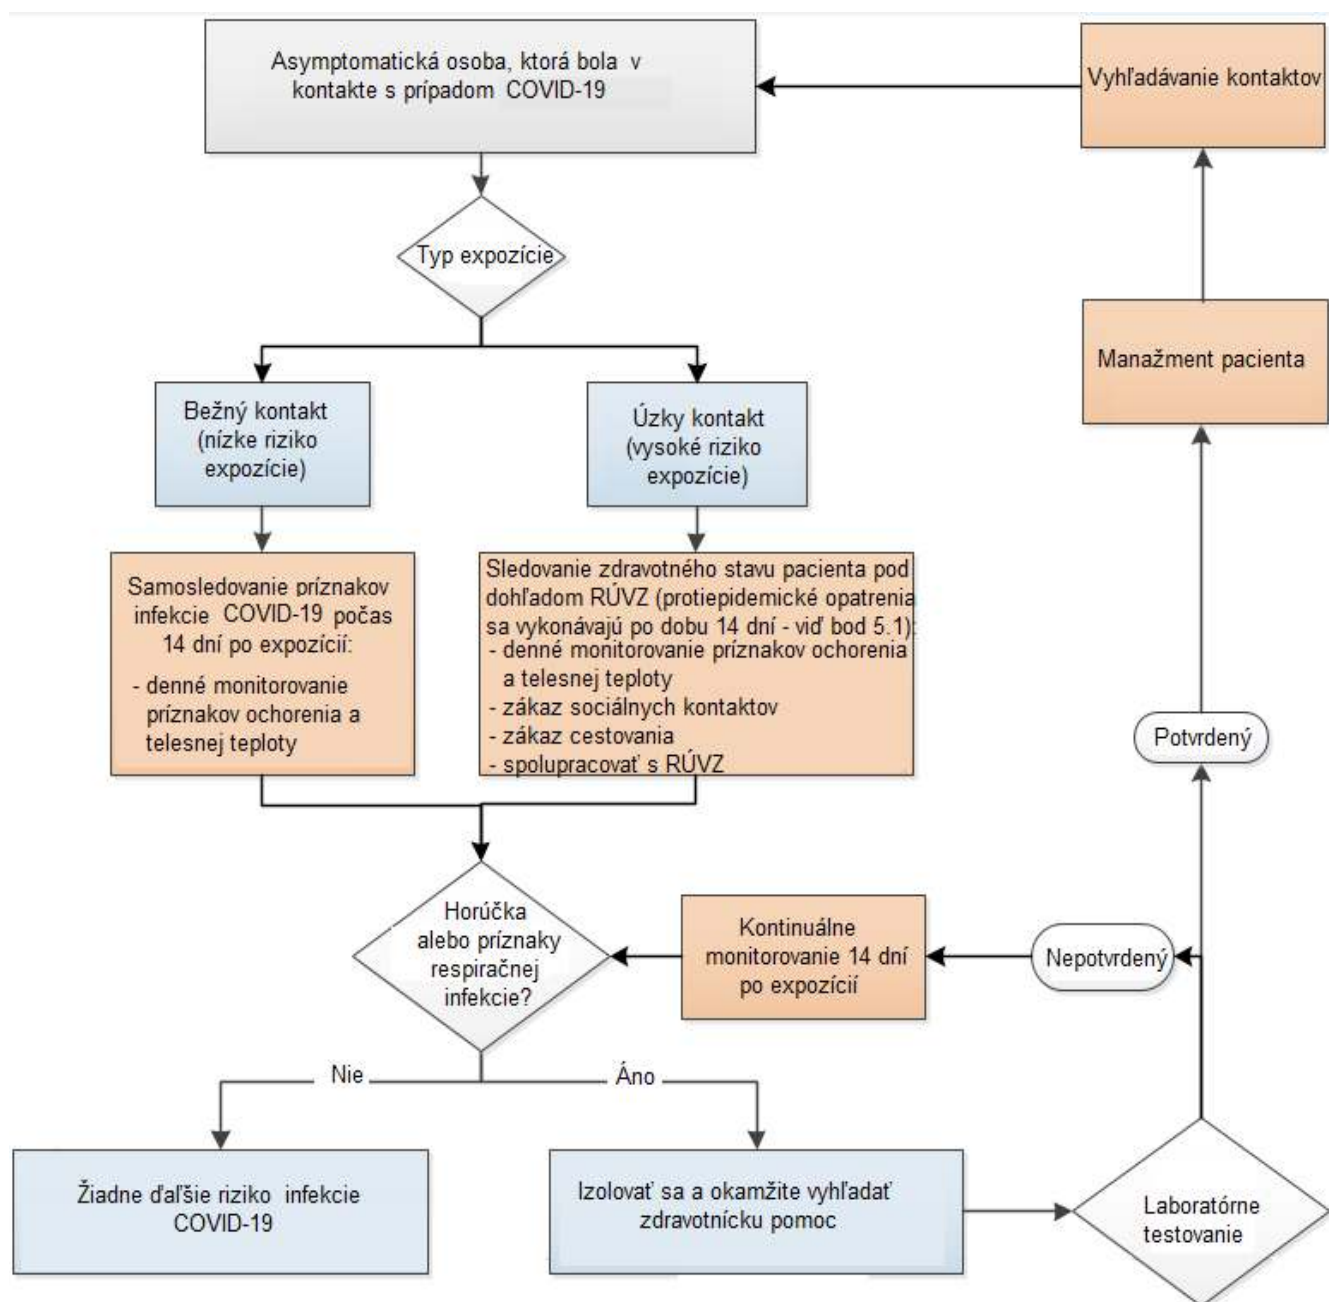 Asymptomatická osoba, ktorá bola v
kontakte s prípadom COVID-19
Vyhľadávanie kontaktov
Typ expozície
Manažment pacienta
Bežný kontakt
(nízke riziko
expozície)
Úzky kontakt
(vysoké riziko
expozície)
Samosledovanie príznakov
infekcie COVID-19 počas
14 dní po expozícií:
- denné monitorovanie
príznakov ochorenia a
telesnej teploty
Sledovanie zdravotného stavu pacienta pod
dohľadom RÚVZ (protiepidemické opatrenia
sa vykonávajú po dobu 14 dní - viď bod 5.1):
- denné monitorovanie príznakov ochorenia
a telesnej teploty
- zákaz sociálnych kontaktov
- zákaz cestovania
- spolupracovať s RÚVZ
Potvrdený
Horúčka
alebo príznaky
respiračnej
infekcie?
Kontinuálne
monitorovanie 14 dní
po expozícií
Nepotvrdený
Nie
Áno
Žiadne ďaľšie riziko infekcie
COVID-19
Izolovať sa a okamžite vyhľadať
zdravotnícku pomoc
Laboratórne
testovanie